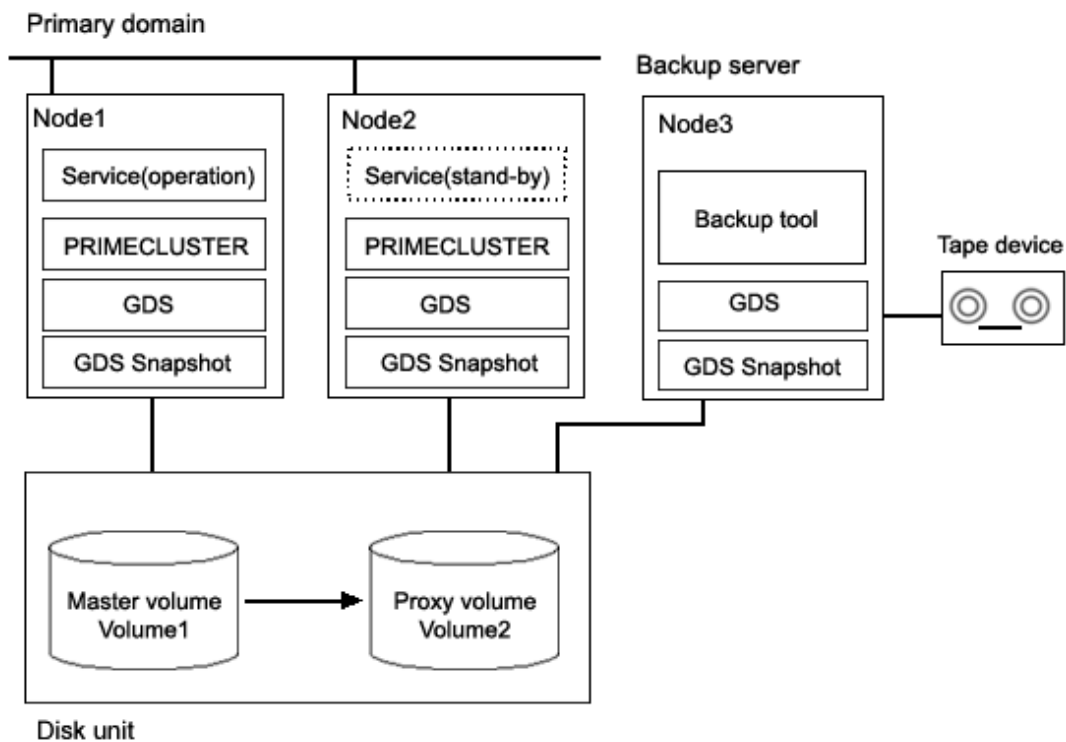 Primary domain
Backup server
Node1
Service(operation)
PRIMECLUSTER
GDS
GDS Snapshot
Node2
Service(stand-by)
PRIMECLUSTER
GDS
GDS Snapshot
Node3
Backup tool
GDS
GDS Snapshot
Tape device
Master volume
Volume1
Proxy volume
Volume2
Disk unit